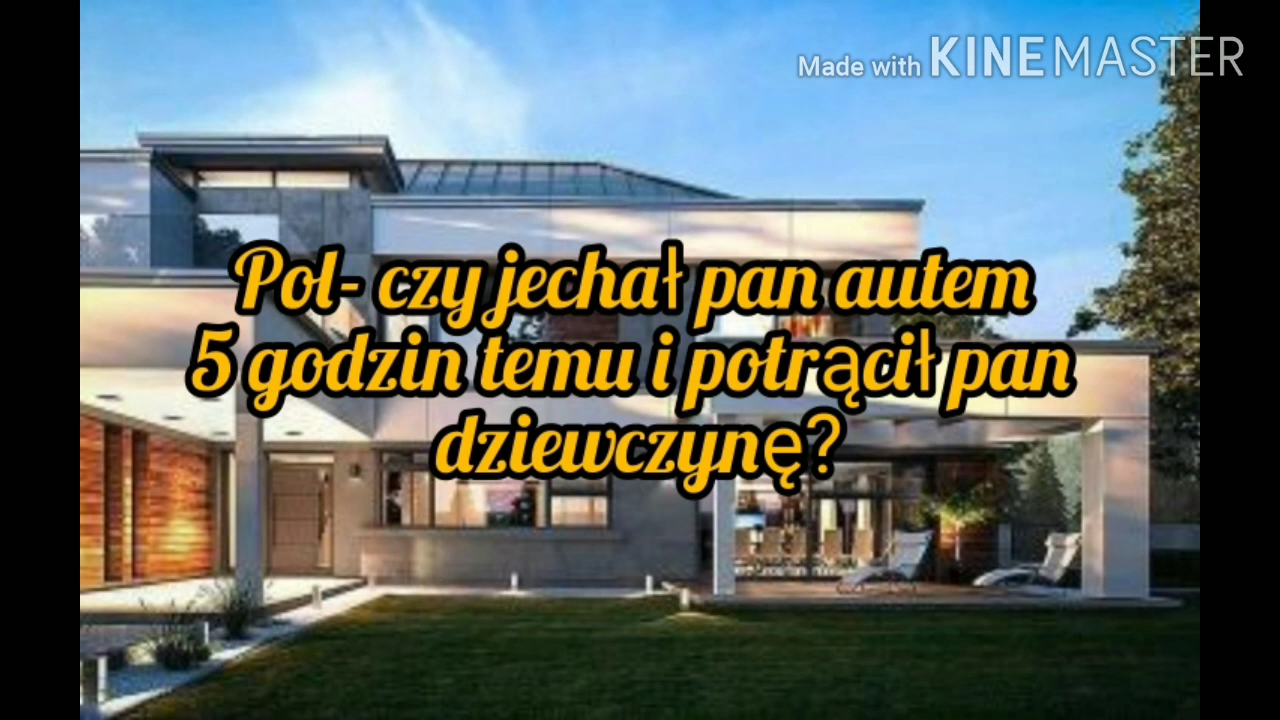 Made with KINEMASTER
Pol- czy jechał pan autem
5 godzin temu i potrącił pan
dziewczynę?